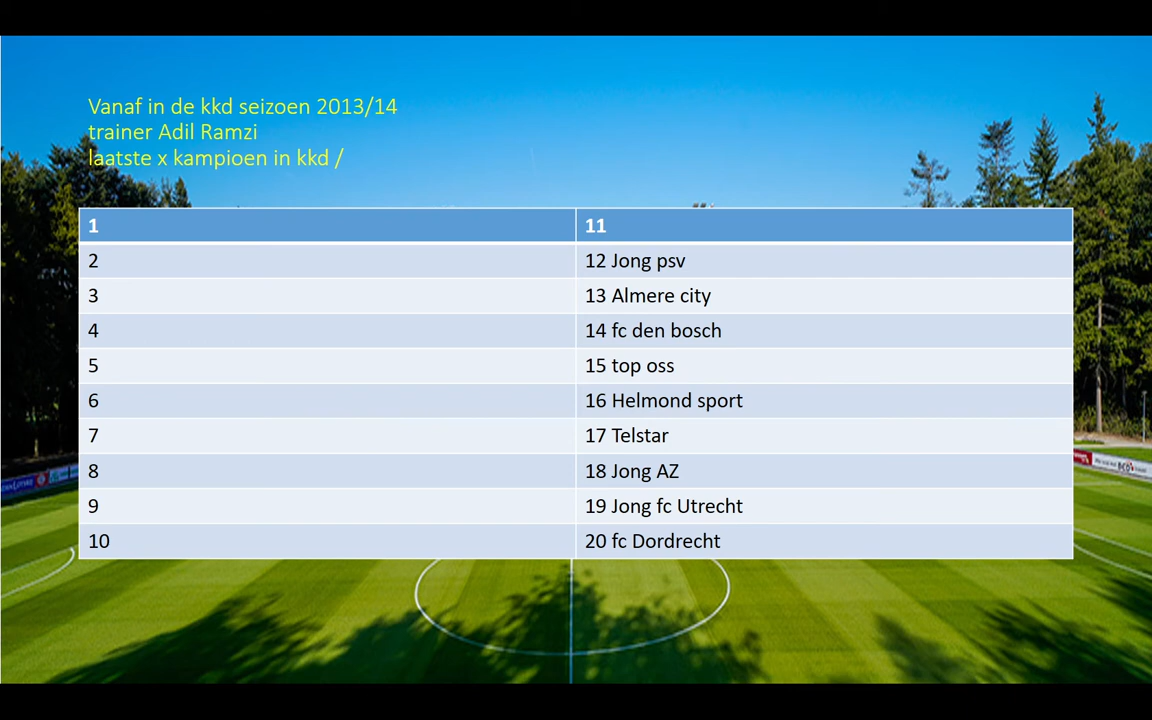 Vanaf in de kkd seizoen 2013/14
trainer Adil Ramzi
laatste x kampioen in kkd /
1
11
2
12 Jong psv
3
13 Almere city
4
14 fc den bosch
5
15 top oss
6
16 Helmond sport
7
17 Telstar
8
18 Jong AZ
9
19 Jong fc Utrecht
10
20 fc Dordrecht